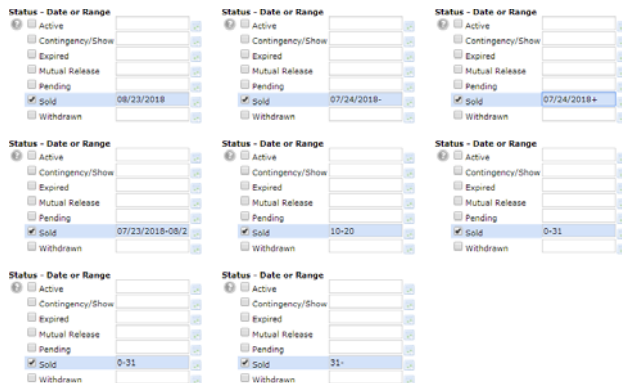 Status - Date or Range
Active
Contingency/Show
Expired
Mutual Release
Pending
Sold 08/23/2018
Withdrawn
Status - Date or Range
Active
Contingency/Show
Expired
Mutual Release
Pending
Sold 07/24/2018-
Withdrawn
Status - Date or Range
Active
Contingency/Show
Expired
Mutual Release
Pending
Sold 07/24/2018+
Withdrawn
Status - Date or Range
Active
Contingency/Show
Expired
Mutual Release
Pending
Sold 07/23/2018-08/2
Withdrawn
Status - Date or Range
Active
Contingency/Show
Expired
Mutual Release
Pending
Sold 10-20
Withdrawn
Status - Date or Range
Active
Contingency/Show
Expired
Mutual Release
Pending
Sold 0-31
Withdrawn
Status - Date or Range
Active
Contingency/Show
Expired
Mutual Release
Pending
Sold 0-31
Withdrawn
Status - Date or Range
Active
Contingency/Show
Expired
Mutual Release
Pending
Sold 31-
Withdrawn